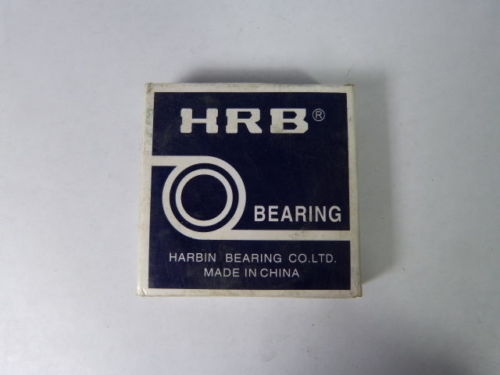 HRB®
BEARING
HARBIN BEARING CO.LTD.
MADE IN CHINA